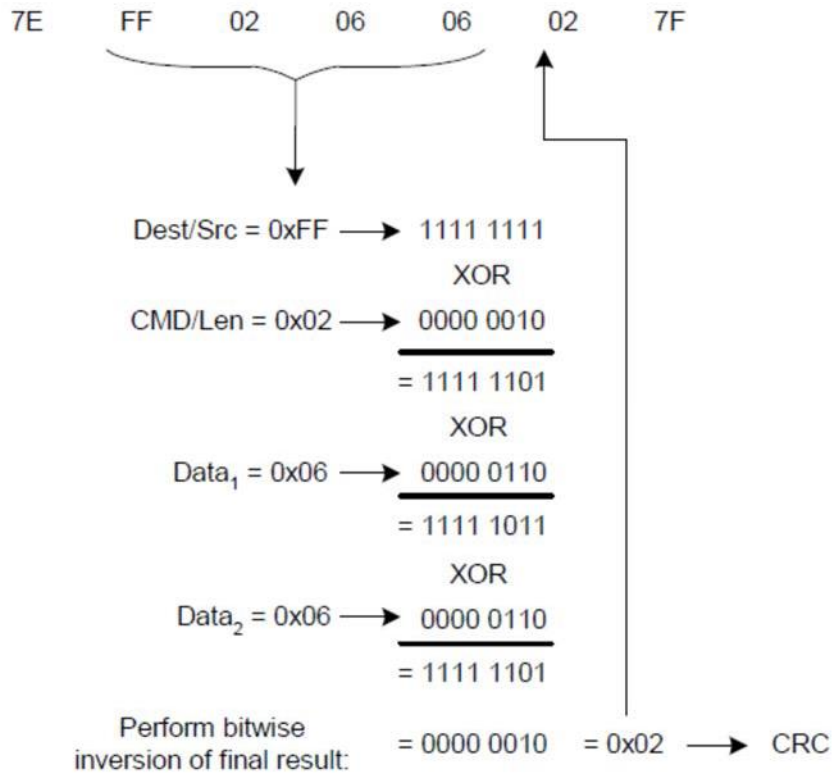 7E FF 02 06 06 02 7F
Dest/Src = 0xFF 1111 1111
XOR
CMD/Len = 0x02 0000 0010
= 1111 1101
XOR
Data₁ = 0x06 0000 0110
= 1111 1011
XOR
Data₂ = 0x06 0000 0110
= 1111 1101
Perform bitwise
inversion of final result: = 0000 0010 = 0x02 CRC